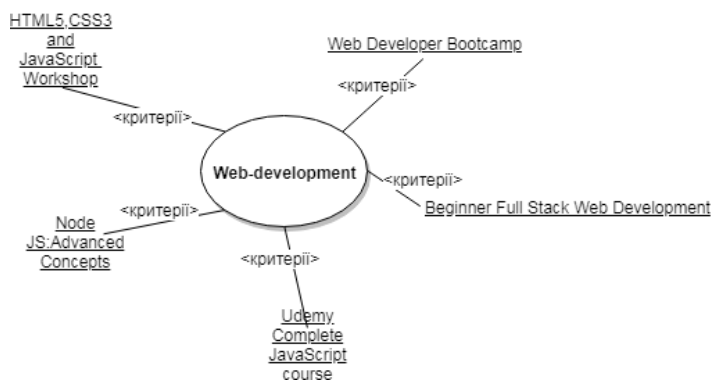 HTML5,CSS3
and
JavaScript
Workshop
Web Developer Bootcamp
<критерії>
<критерії>
Web-development
<критерії>
Beginner Full Stack Web Development
<критерії>
Node
JS:Advanced
Concepts
<критерії>
Udemy
Complete
JavaScript
course